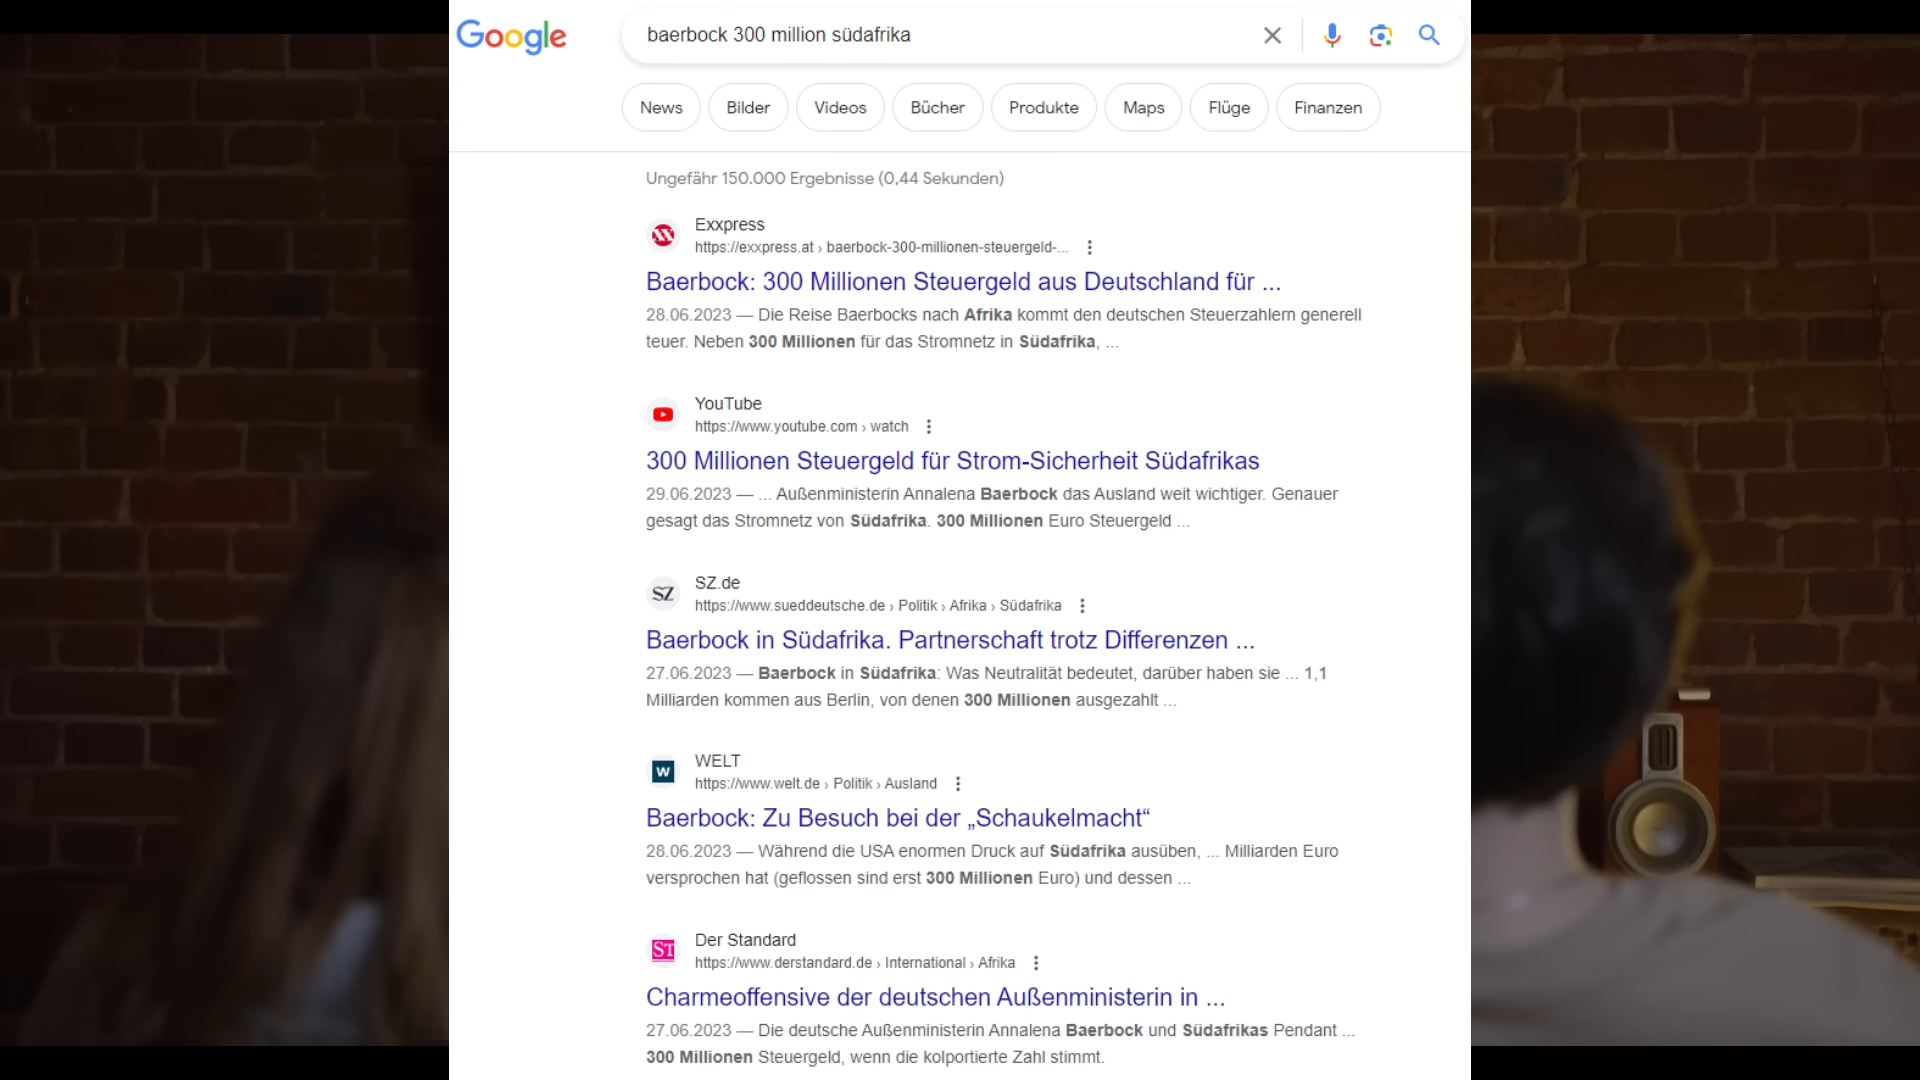 Google
baerbock 300 million südafrika
News Bilder Videos Bücher Produkte Maps Flüge Finanzen
Ungefähr 150.000 Ergebnisse (0,44 Sekunden)
Exxpress
https://exxpress.at › baerbock-300-millionen-steuergeld-...
Baerbock: 300 Millionen Steuergeld aus Deutschland für ...
28.06.2023 — Die Reise Baerbocks nach Afrika kommt den deutschen Steuerzahlern generell
teuer. Neben 300 Millionen für das Stromnetz in Südafrika, ...
YouTube
https://www.youtube.com › watch
300 Millionen Steuergeld für Strom-Sicherheit Südafrikas
29.06.2023 — ... Außenministerin Annalena Baerbock das Ausland weit wichtiger. Genauer
gesagt das Stromnetz von Südafrika. 300 Millionen Euro Steuergeld ...
SZ
SZ.de
https://www.sueddeutsche.de › Politik › Afrika › Südafrika
Baerbock in Südafrika. Partnerschaft trotz Differenzen ...
27.06.2023 — Baerbock in Südafrika: Was Neutralität bedeutet, darüber haben sie ... 1,1
Milliarden kommen aus Berlin, von denen 300 Millionen ausgezahlt ...
W
WELT
https://www.welt.de › Politik › Ausland
Baerbock: Zu Besuch bei der „Schaukelmacht“
28.06.2023 — Während die USA enormen Druck auf Südafrika ausüben, ... Milliarden Euro
versprochen hat (geflossen sind erst 300 Millionen Euro) und dessen ...
ST
Der Standard
https://www.derstandard.de › International › Afrika
Charmeoffensive der deutschen Außenministerin in ...
27.06.2023 — Die deutsche Außenministerin Annalena Baerbock und Südafrikas Pendant ...
300 Millionen Steuergeld, wenn die kolportierte Zahl stimmt.